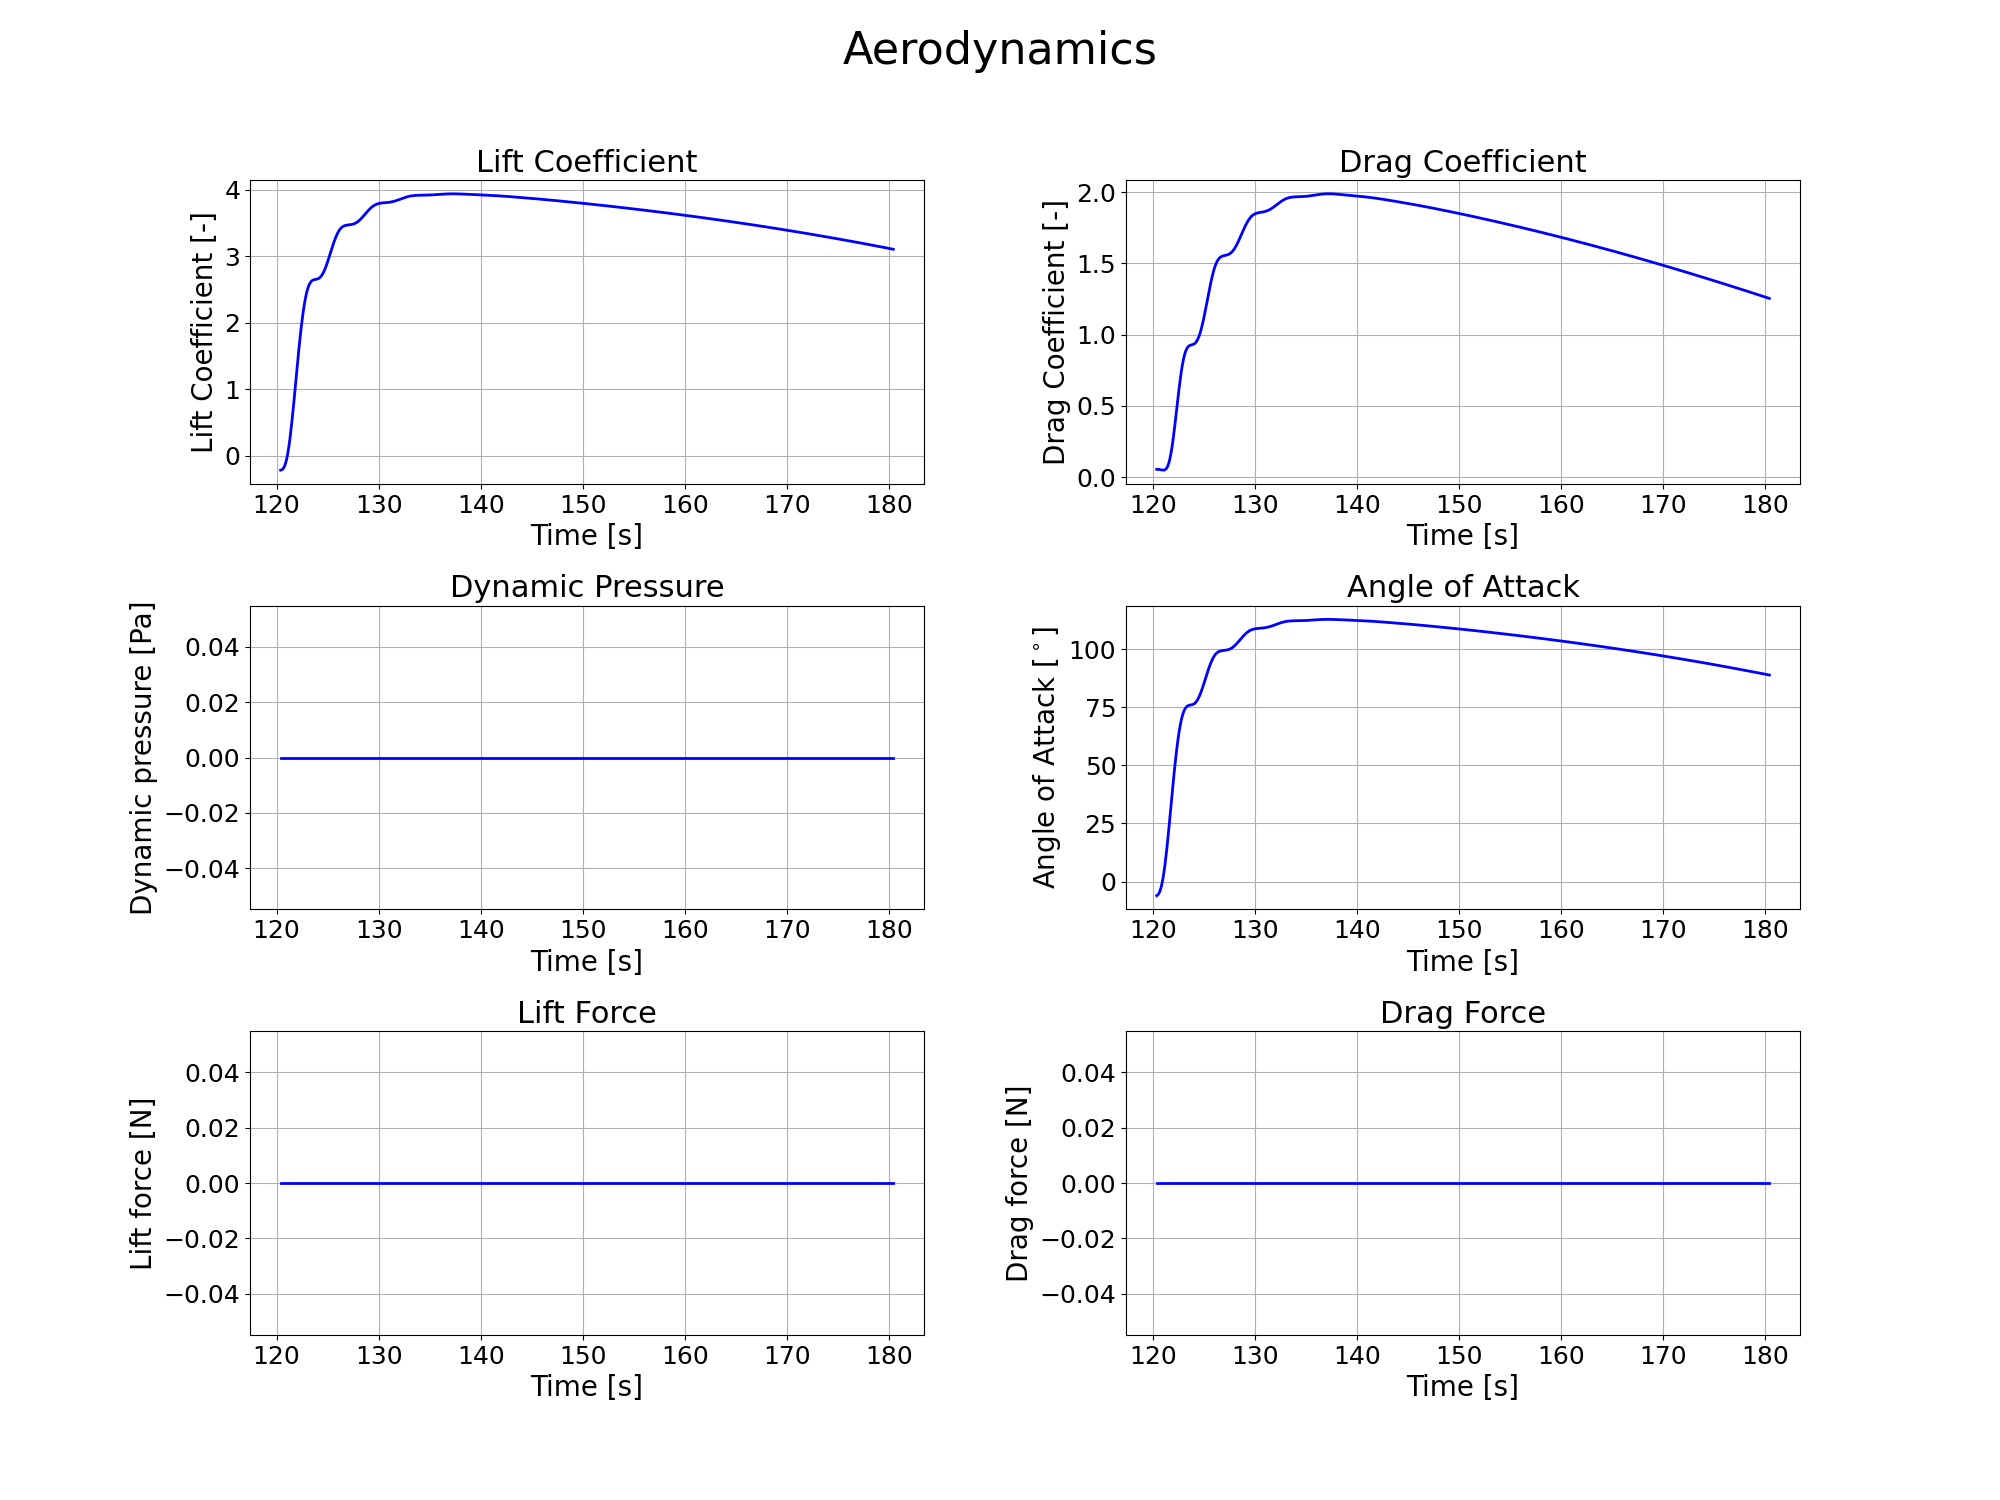 Aerodynamics
Lift Coefficient
Lift Coefficient [-]
4
3
2
1
0
120 130 140 150 160 170 180
Time [s]
Drag Coefficient
Drag Coefficient [-]
2.0
1.5
1.0
0.5
0.0
120 130 140 150 160 170 180
Time [s]
Dynamic Pressure
Dynamic pressure [Pa]
0.04
0.02
0.00
−0.02
−0.04
120 130 140 150 160 170 180
Time [s]
Angle of Attack
Angle of Attack [°]
100
75
50
25
0
120 130 140 150 160 170 180
Time [s]
Lift Force
Lift force [N]
0.04
0.02
0.00
−0.02
−0.04
120 130 140 150 160 170 180
Time [s]
Drag Force
Drag force [N]
0.04
0.02
0.00
−0.02
−0.04
120 130 140 150 160 170 180
Time [s]